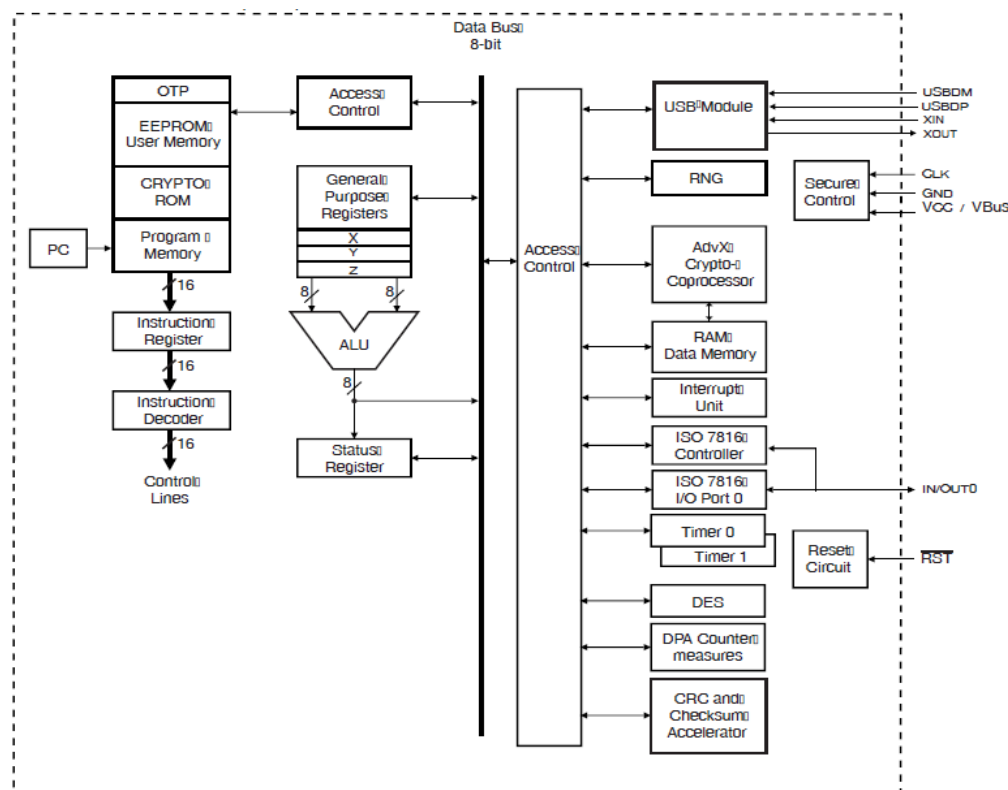 Data Bus
8-bit
OTP
EEPROM
User Memory
CRYPTO
ROM
Program
Memory
PC
16
Instruction
Register
16
Instruction
Decoder
16
Control
Lines
Access
Control
General
Purpose
Registers
X
Y
Z
8
8
ALU
8
Status
Register
Access
Control
USB Module
RNG
AdvX
Crypto-
Coprocessor
RAM
Data Memory
Interrupt
Unit
ISO 7816
Controller
ISO 7816
I/O Port 0
Timer 0
Timer 1
DES
DPA Counter
measures
CRC and
Checksum
Accelerator
Secure
Control
Reset
Circuit
USBDM
USBDP
XIN
XOUT
CLK
GND
VCC / VBus
IN/OUT0
RST